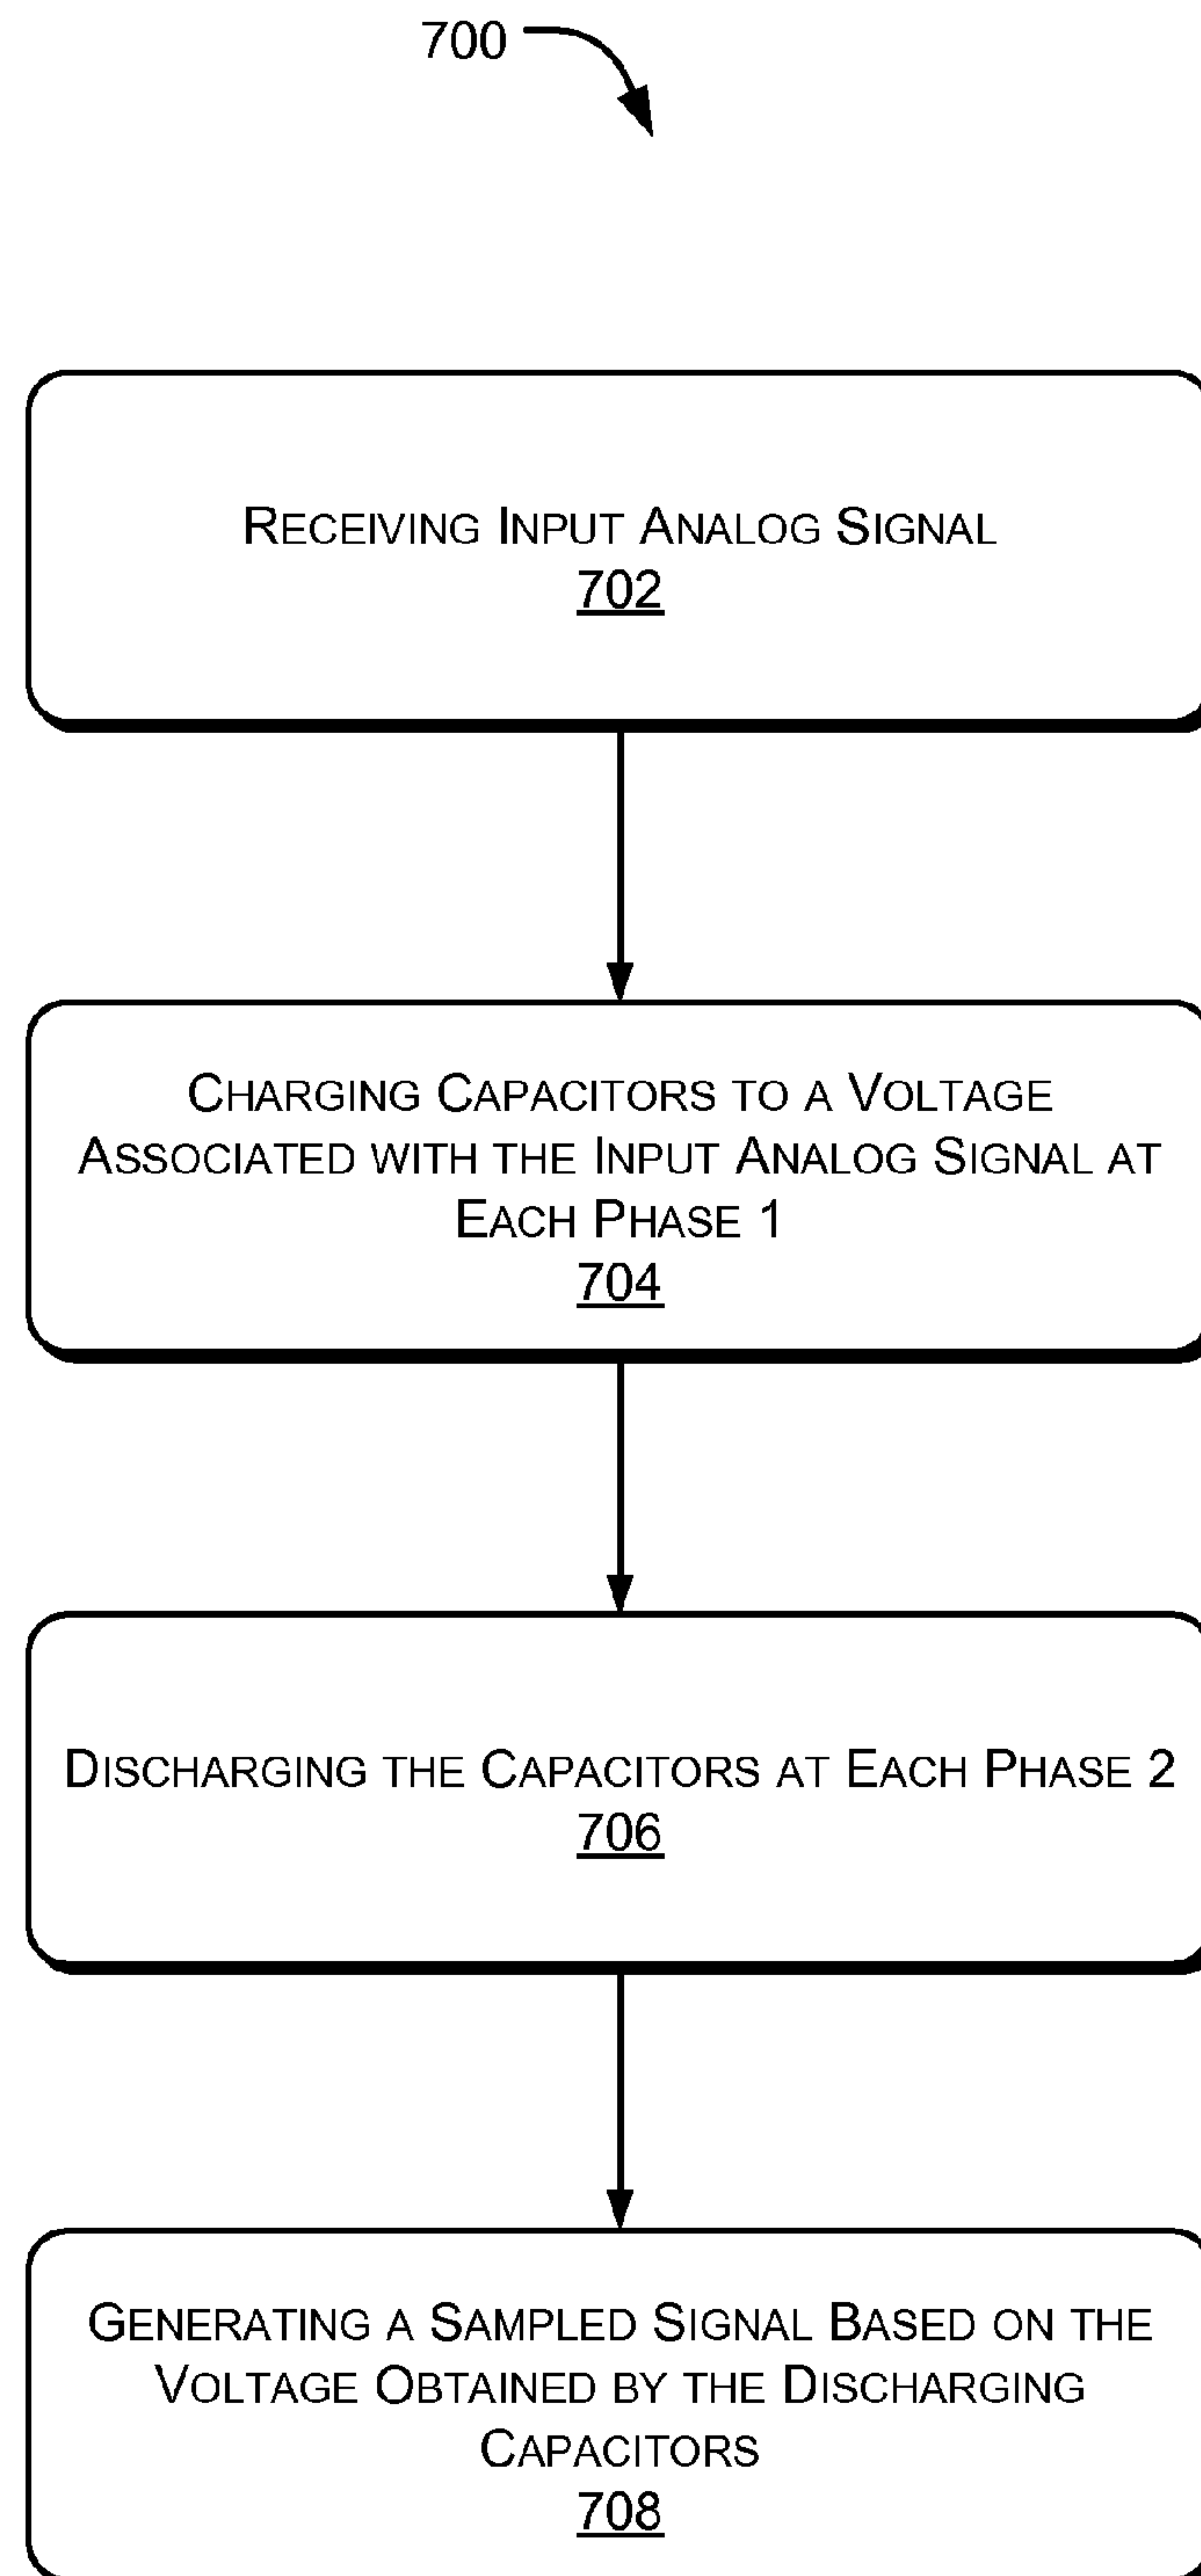 700
Receiving Input Analog Signal
702
Charging Capacitors to a Voltage
Associated with the Input Analog Signal at
Each Phase 1
704
Discharging the Capacitors at Each Phase 2
706
Generating a Sampled Signal Based on the
Voltage Obtained by the Discharging
Capacitors
708